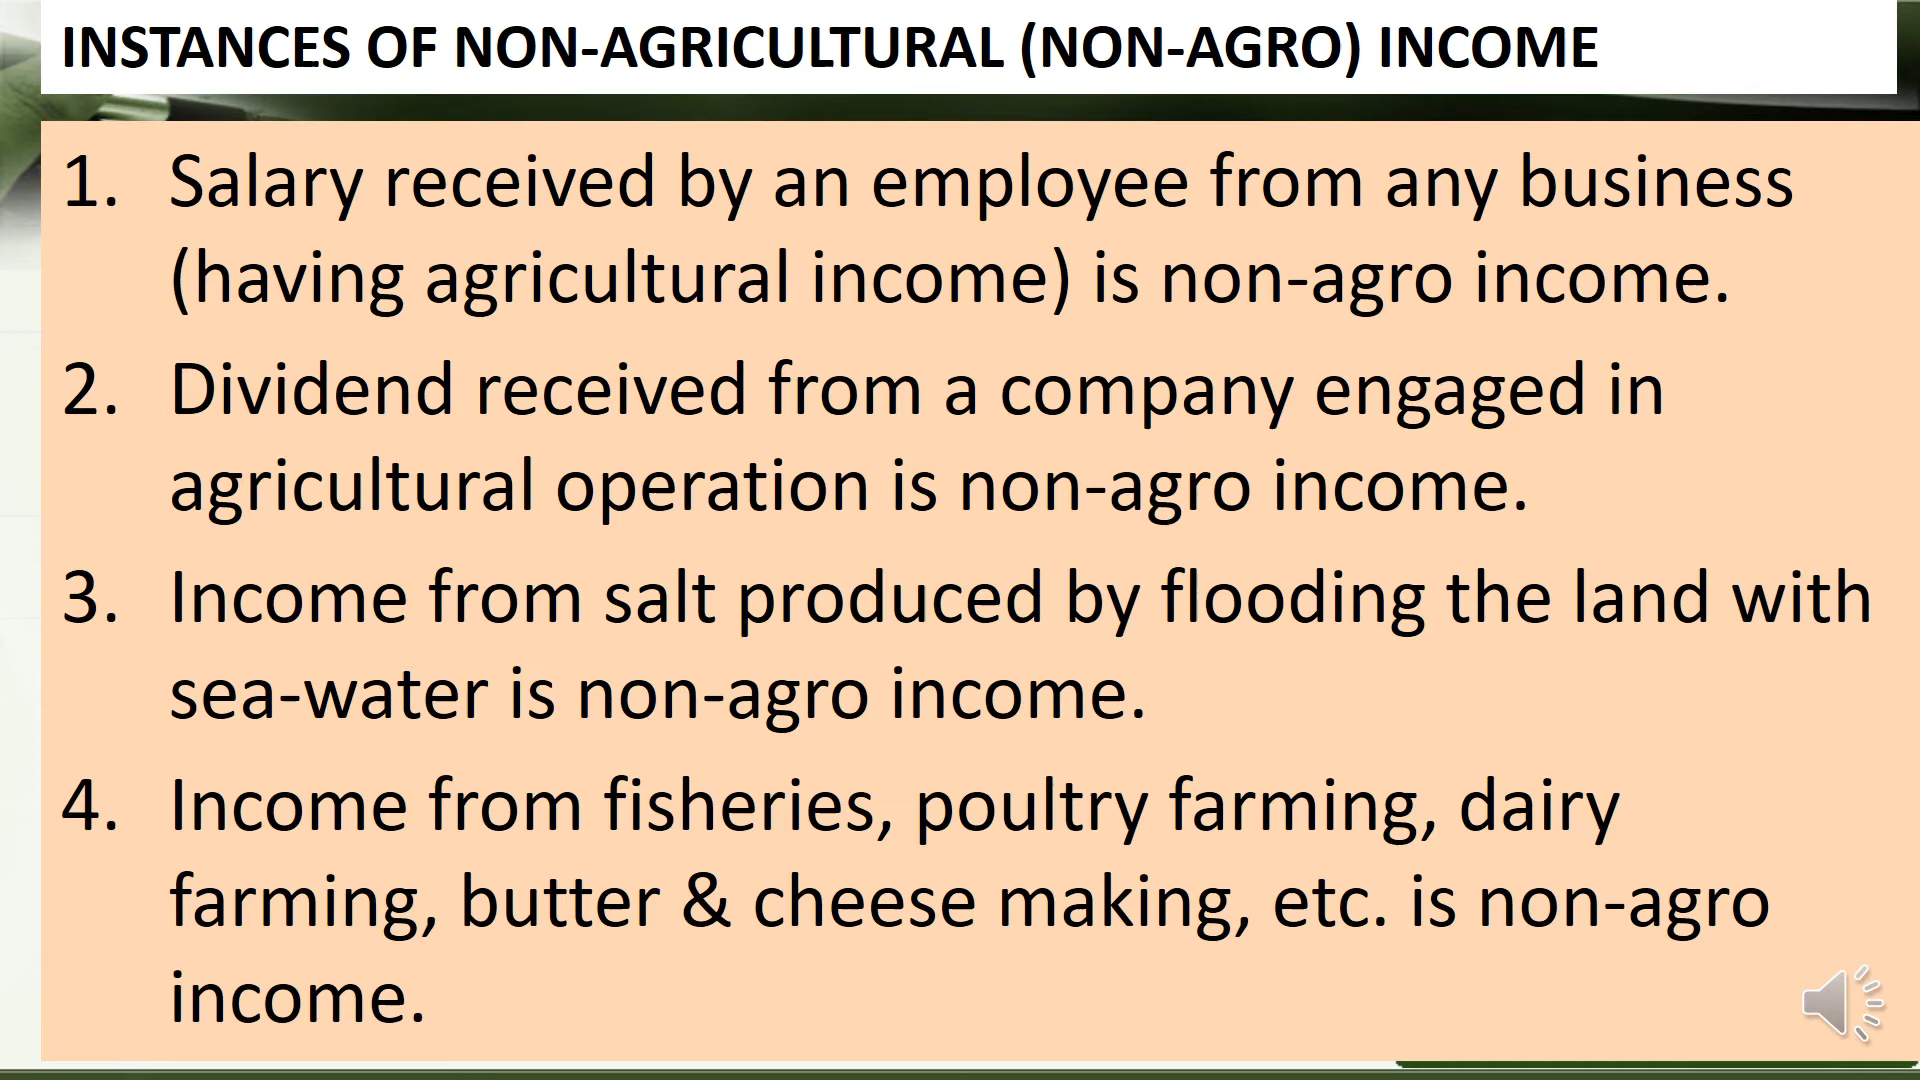 INSTANCES OF NON-AGRICULTURAL (NON-AGRO) INCOME
1. Salary received by an employee from any business
(having agricultural income) is non-agro income.
2. Dividend received from a company engaged in
agricultural operation is non-agro income.
3. Income from salt produced by flooding the land with
sea-water is non-agro income.
4. Income from fisheries, poultry farming, dairy
farming, butter & cheese making, etc. is non-agro
income.